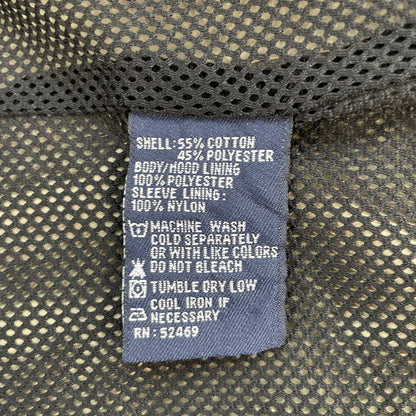 SHELL: 55% COTTON
45% POLYESTER
BODY/HOOD LINING
100% POLYESTER
SLEEVE LINING:
100% NYLON
MACHINE WASH
COLD SEPARATELY
OR WITH LIKE COLORS
DO NOT BLEACH
TUMBLE DRY LOW
COOL IRON IF
NECESSARY
RN: 52469